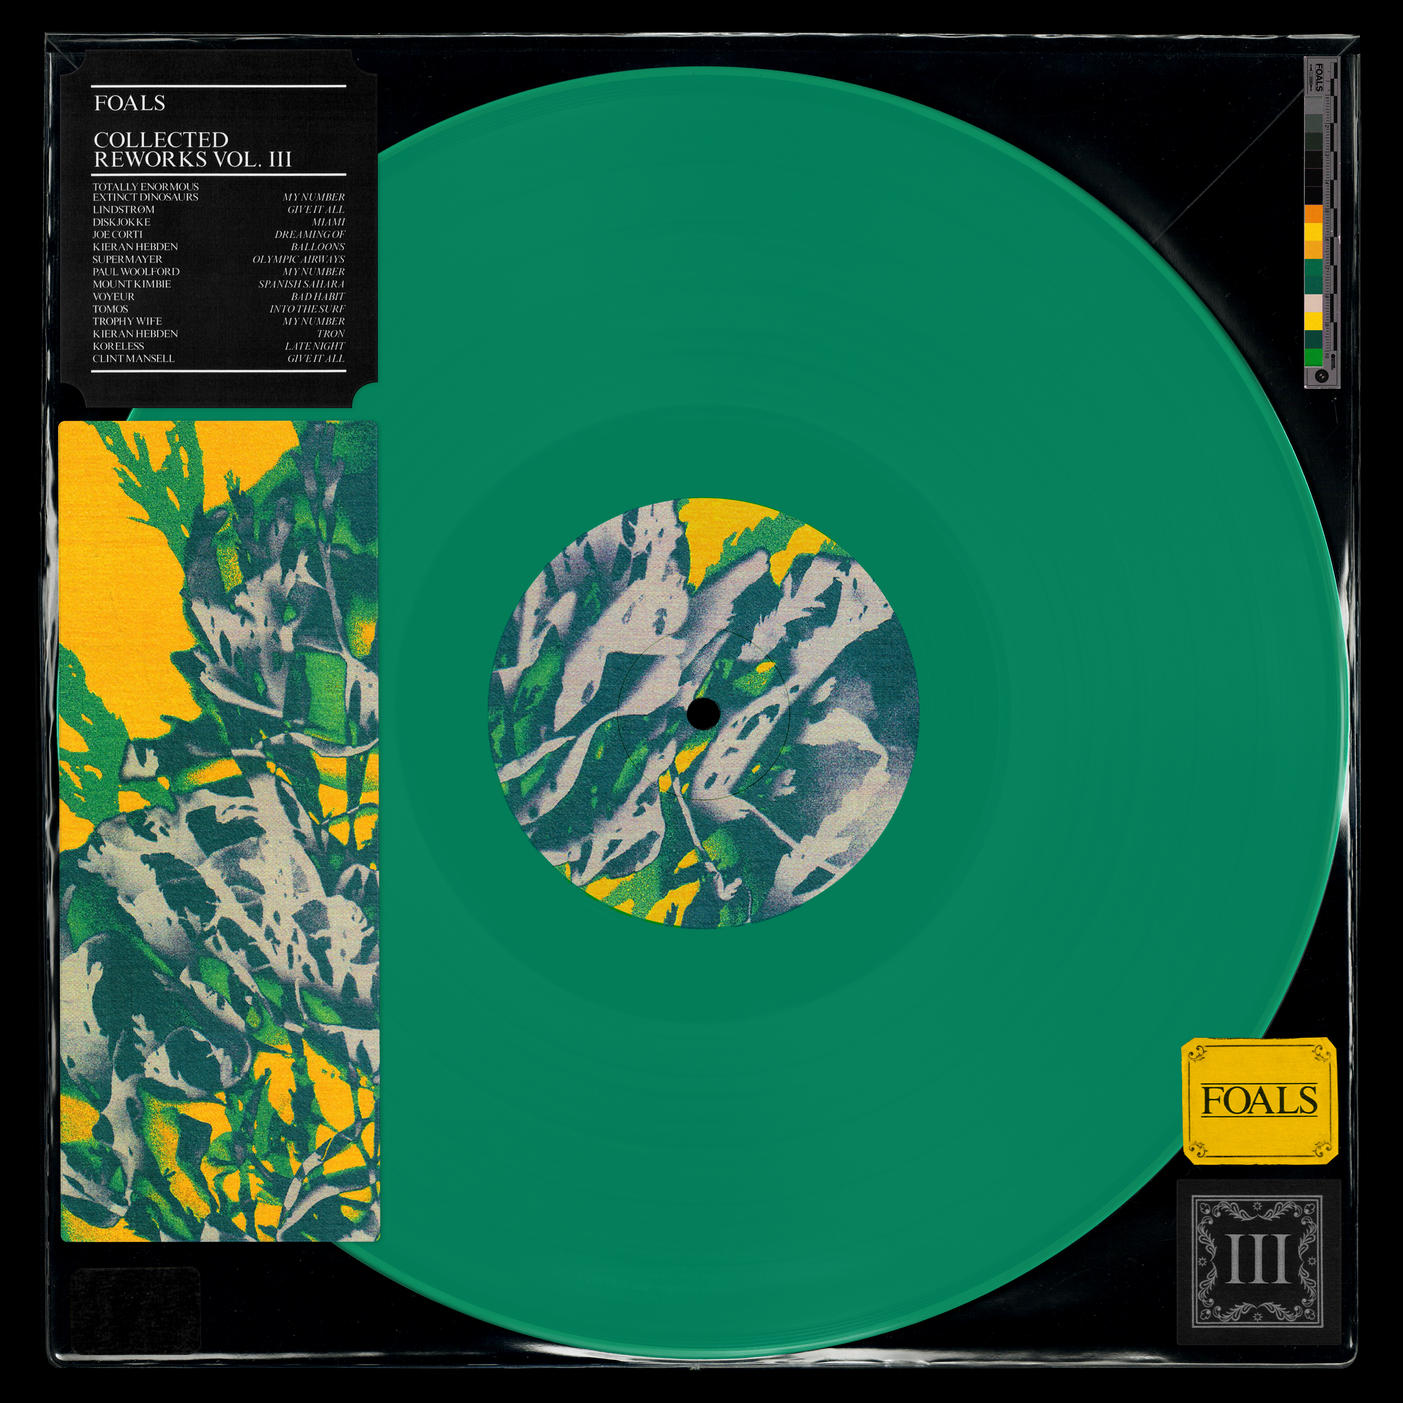 FOALS
COLLECTED
REWORKS VOL. III
TOTALLY ENORMOUS
EXTINCT DINOSAURS MY NUMBER
LINDSTRØM GIVE IT ALL
DISKJOKKE MIAMI
JOE CORTI DREAMING OF
KIERAN HEBDEN BALLOONS
SUPERMAYER OLYMPIC AIRWAYS
PAUL WOOLFORD MY NUMBER
MOUNT KIMBIE SPANISH SAHARA
VOYEUR BAD HABIT
TOMOS INTO THE SURF
TROPHY WIFE MY NUMBER
KIERAN HEBDEN TRON
KORELESS LATE NIGHT
CLINT MANSELL GIVE IT ALL
FOALS
FOALS
III